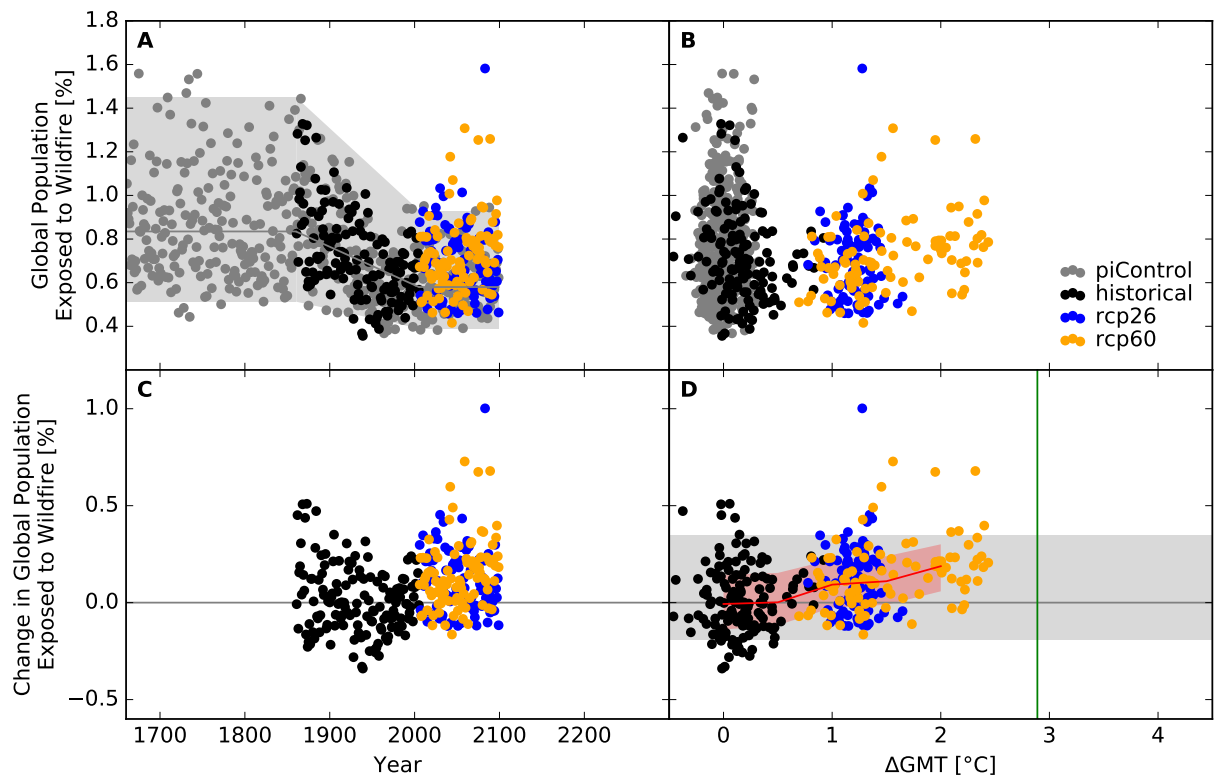 A
B
Global Population
Exposed to Wildfire [%]
1.8
1.6
1.4
1.2
1.0
0.8
0.6
0.4
piControl
historical
rcp26
rcp60
C
D
Change in Global Population
Exposed to Wildfire [%]
1.0
0.5
0.0
−0.5
1700 1800 1900 2000 2100 2200
0 1 2 3 4
Year
ΔGMT [°C]